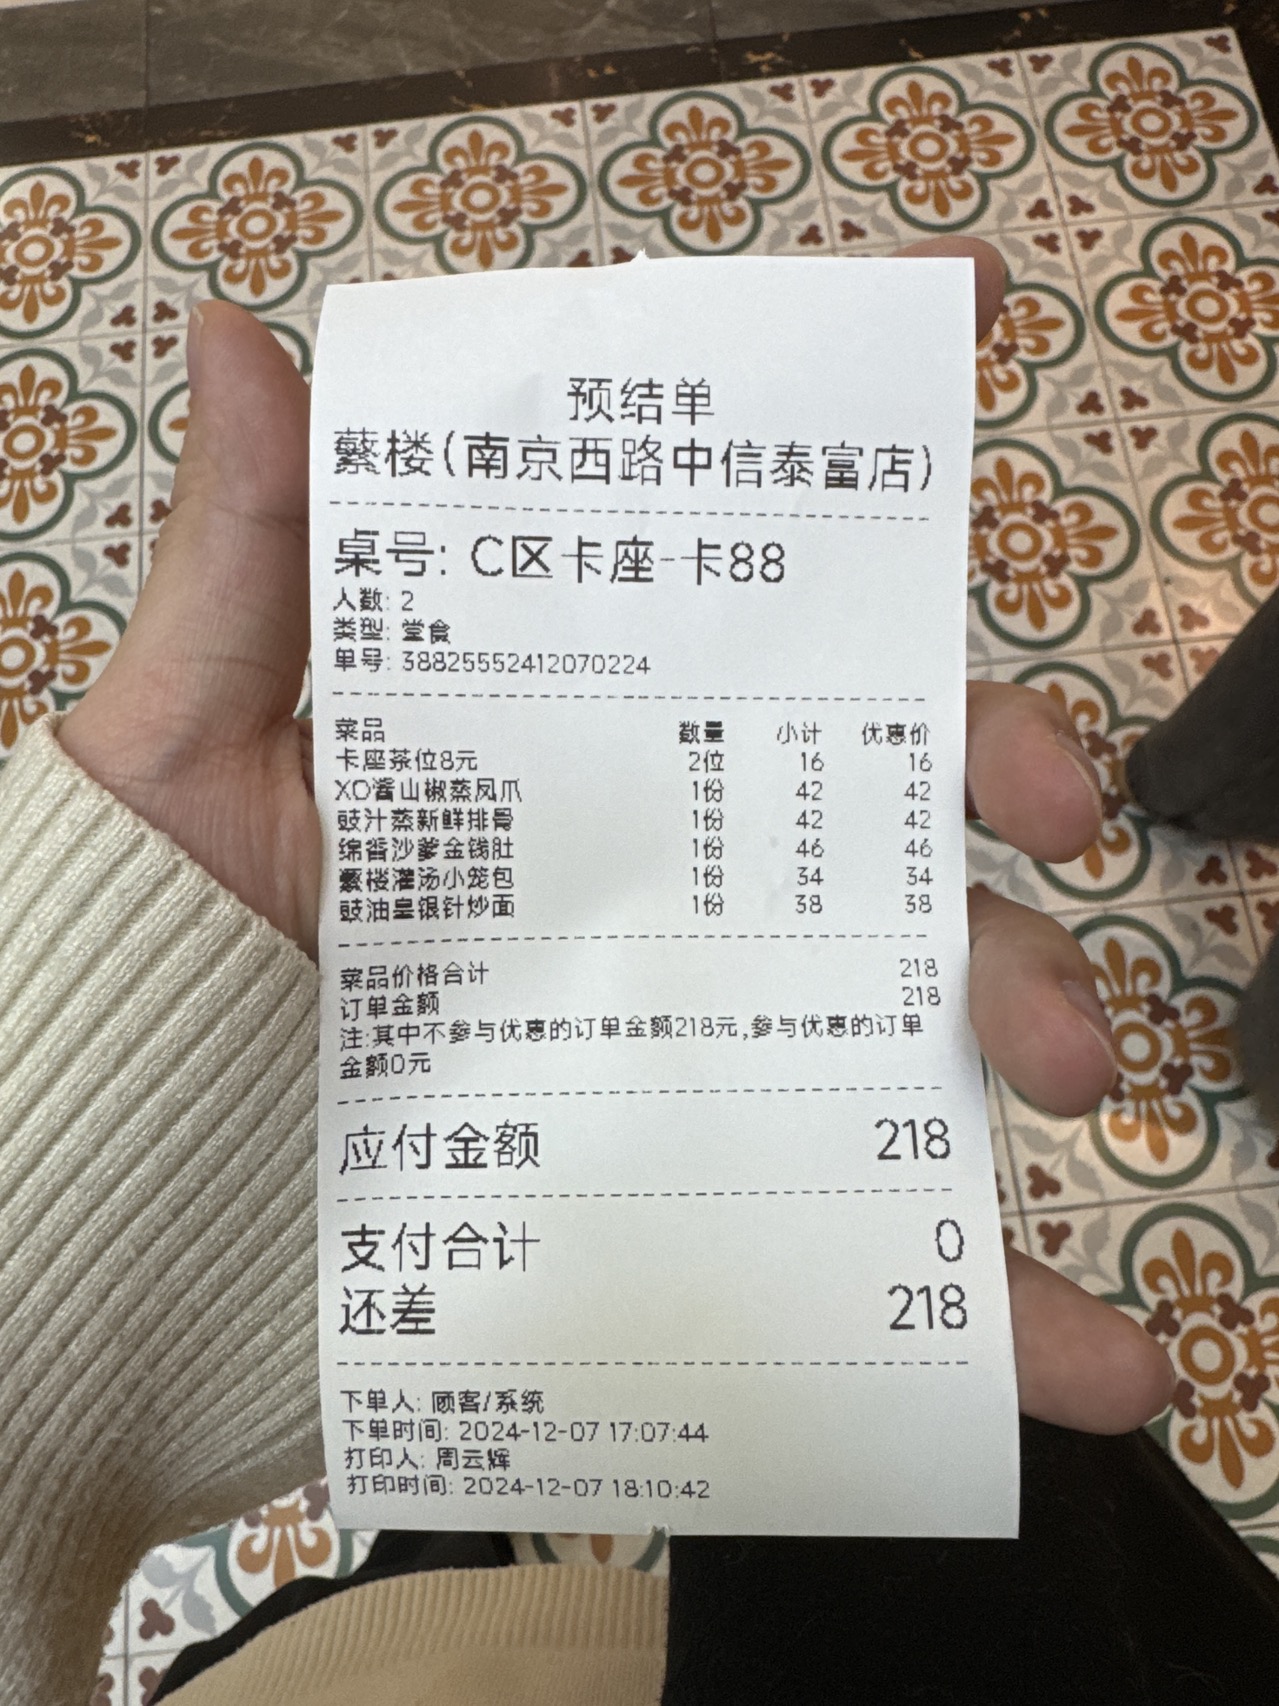 预结单
蘩楼(南京西路中信泰富店)
桌号: C区卡座-卡88
人数: 2
类型: 堂食
单号: 38825552412070224
菜品 数量 小计 优惠价
卡座茶位8元 2位 16 16
XO酱山椒蒸凤爪 1份 42 42
豉汁蒸新鲜排骨 1份 42 42
绵香沙爹金钱肚 1份 46 46
蘩楼灌汤小笼包 1份 34 34
豉油皇银针炒面 1份 38 38
菜品价格合计 218
订单金额 218
注:其中不参与优惠的订单金额218元,参与优惠的订单
金额0元
应付金额 218
支付合计 0
还差 218
下单人: 顾客/系统
下单时间: 2024-12-07 17:07:44
打印人: 周云辉
打印时间: 2024-12-07 18:10:42